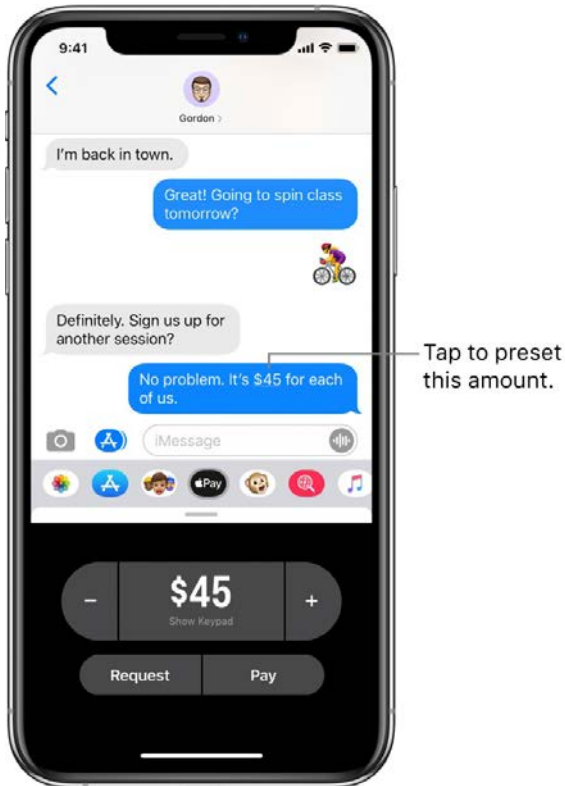 9:41
Gordon >
I'm back in town.
Great! Going to spin class
tomorrow?
Definitely. Sign us up for
another session?
No problem. It's $45 for each
of us.
Tap to preset
this amount.
iMessage
Pay
− $45 +
Show Keypad
Request Pay